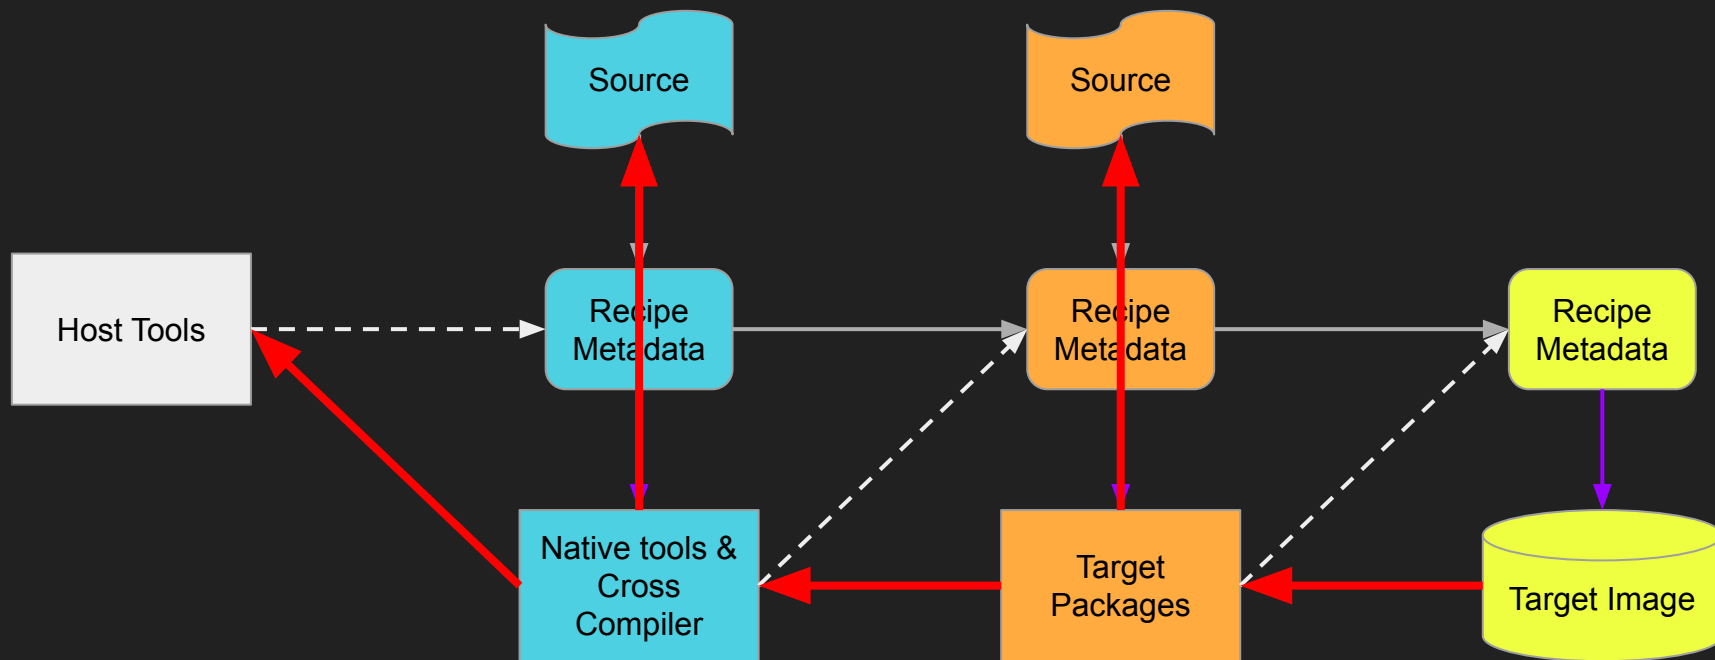 Source
Source
Host Tools
Recipe
Metadata
Recipe
Metadata
Recipe
Metadata
Native tools &
Cross
Compiler
Target
Packages
Target Image